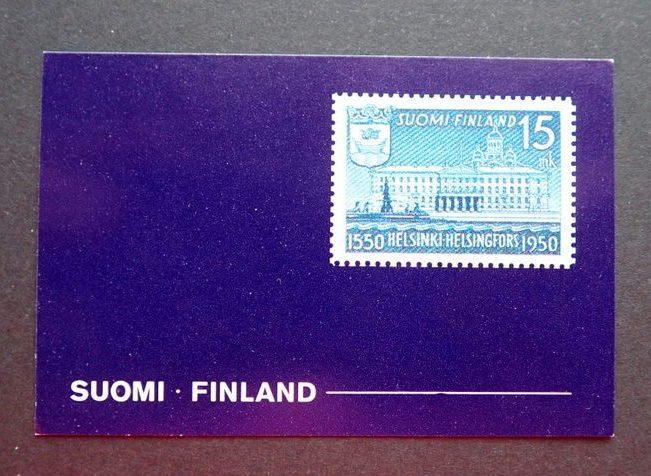 SUOMI·FINLAND 15
mk
1550 HELSINKI·HELSINGFORS 1950
SUOMI · FINLAND